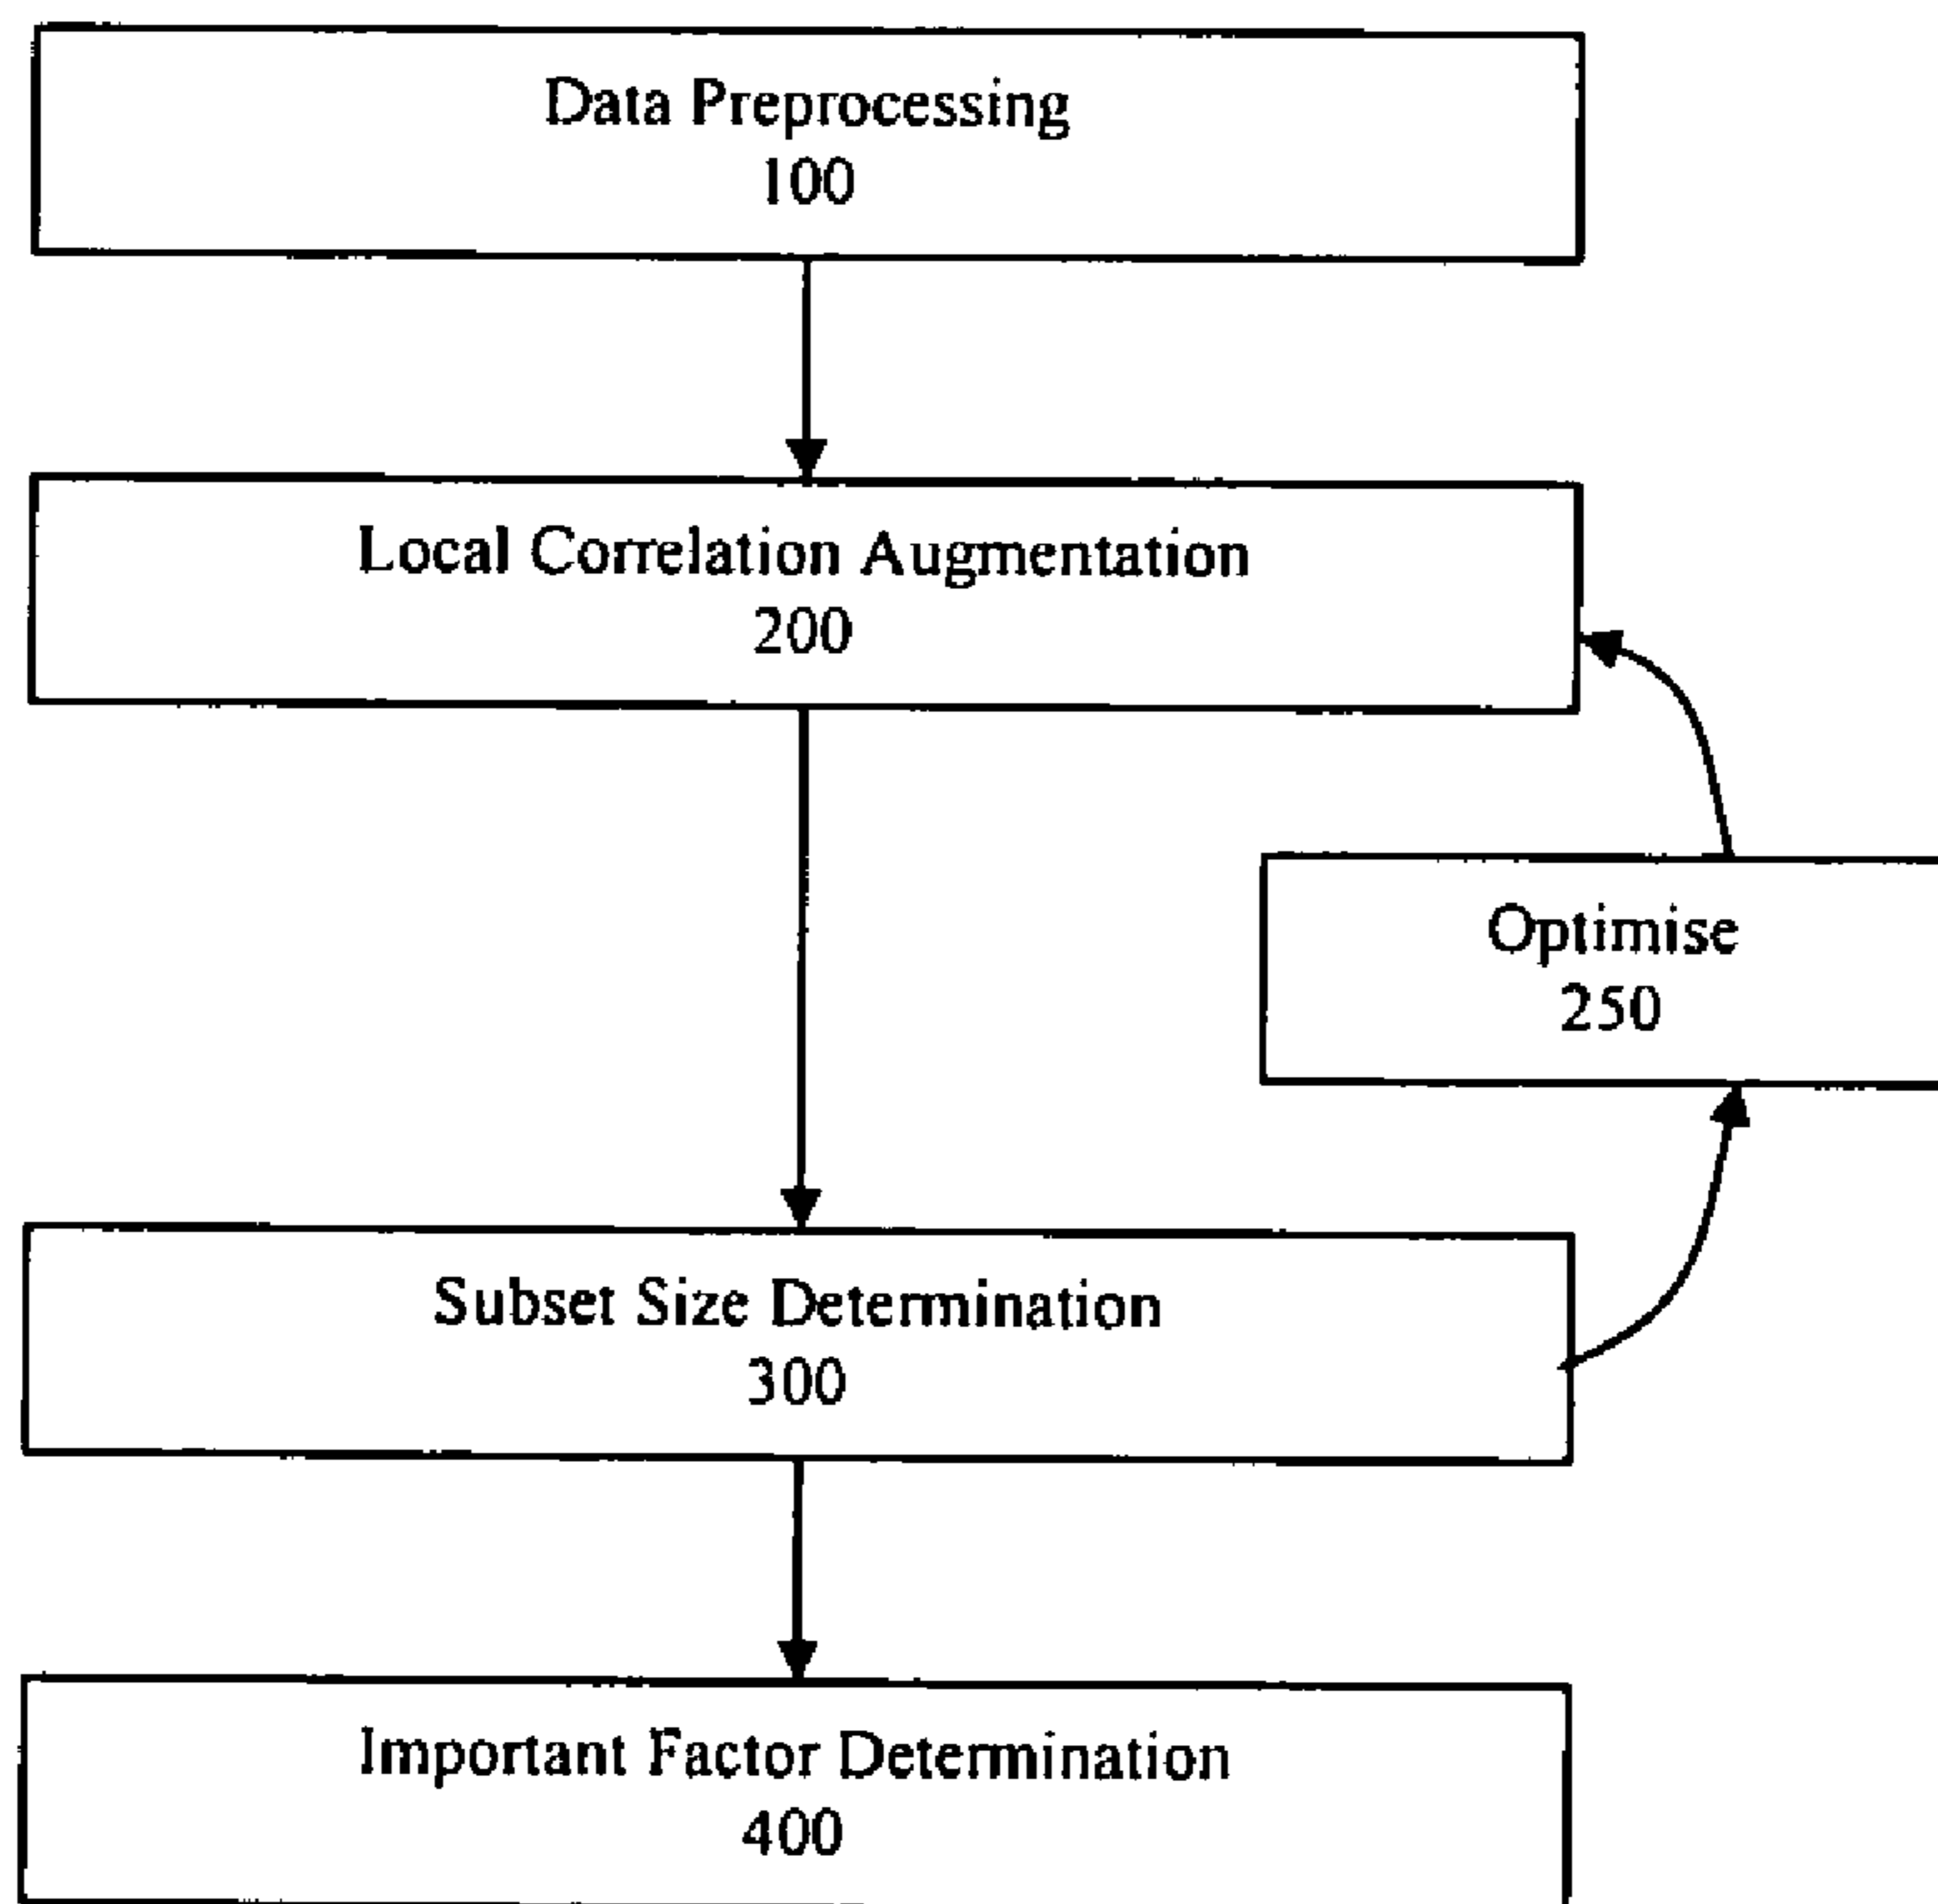 Data Preprocessing
100
Local Correlation Augmentation
200
Optimise
250
Subset Size Determination
300
Important Factor Determination
400